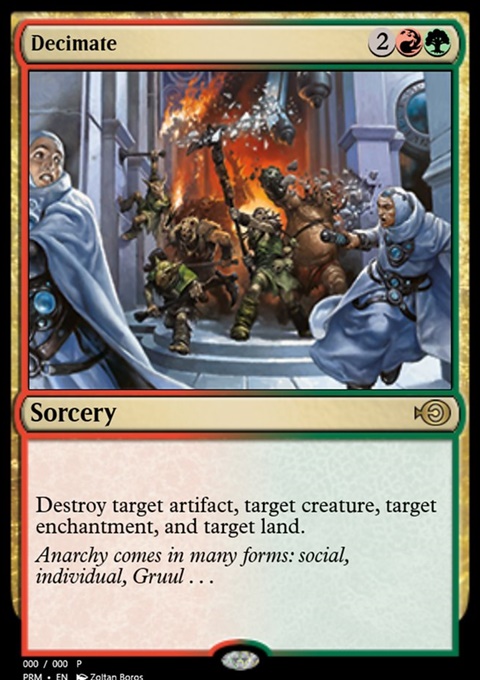 Decimate 2
Sorcery
Destroy target artifact, target creature, target
enchantment, and target land.
Anarchy comes in many forms: social,
individual, Gruul . . .
000 / 000 P
PRM • EN Zoltan Boros